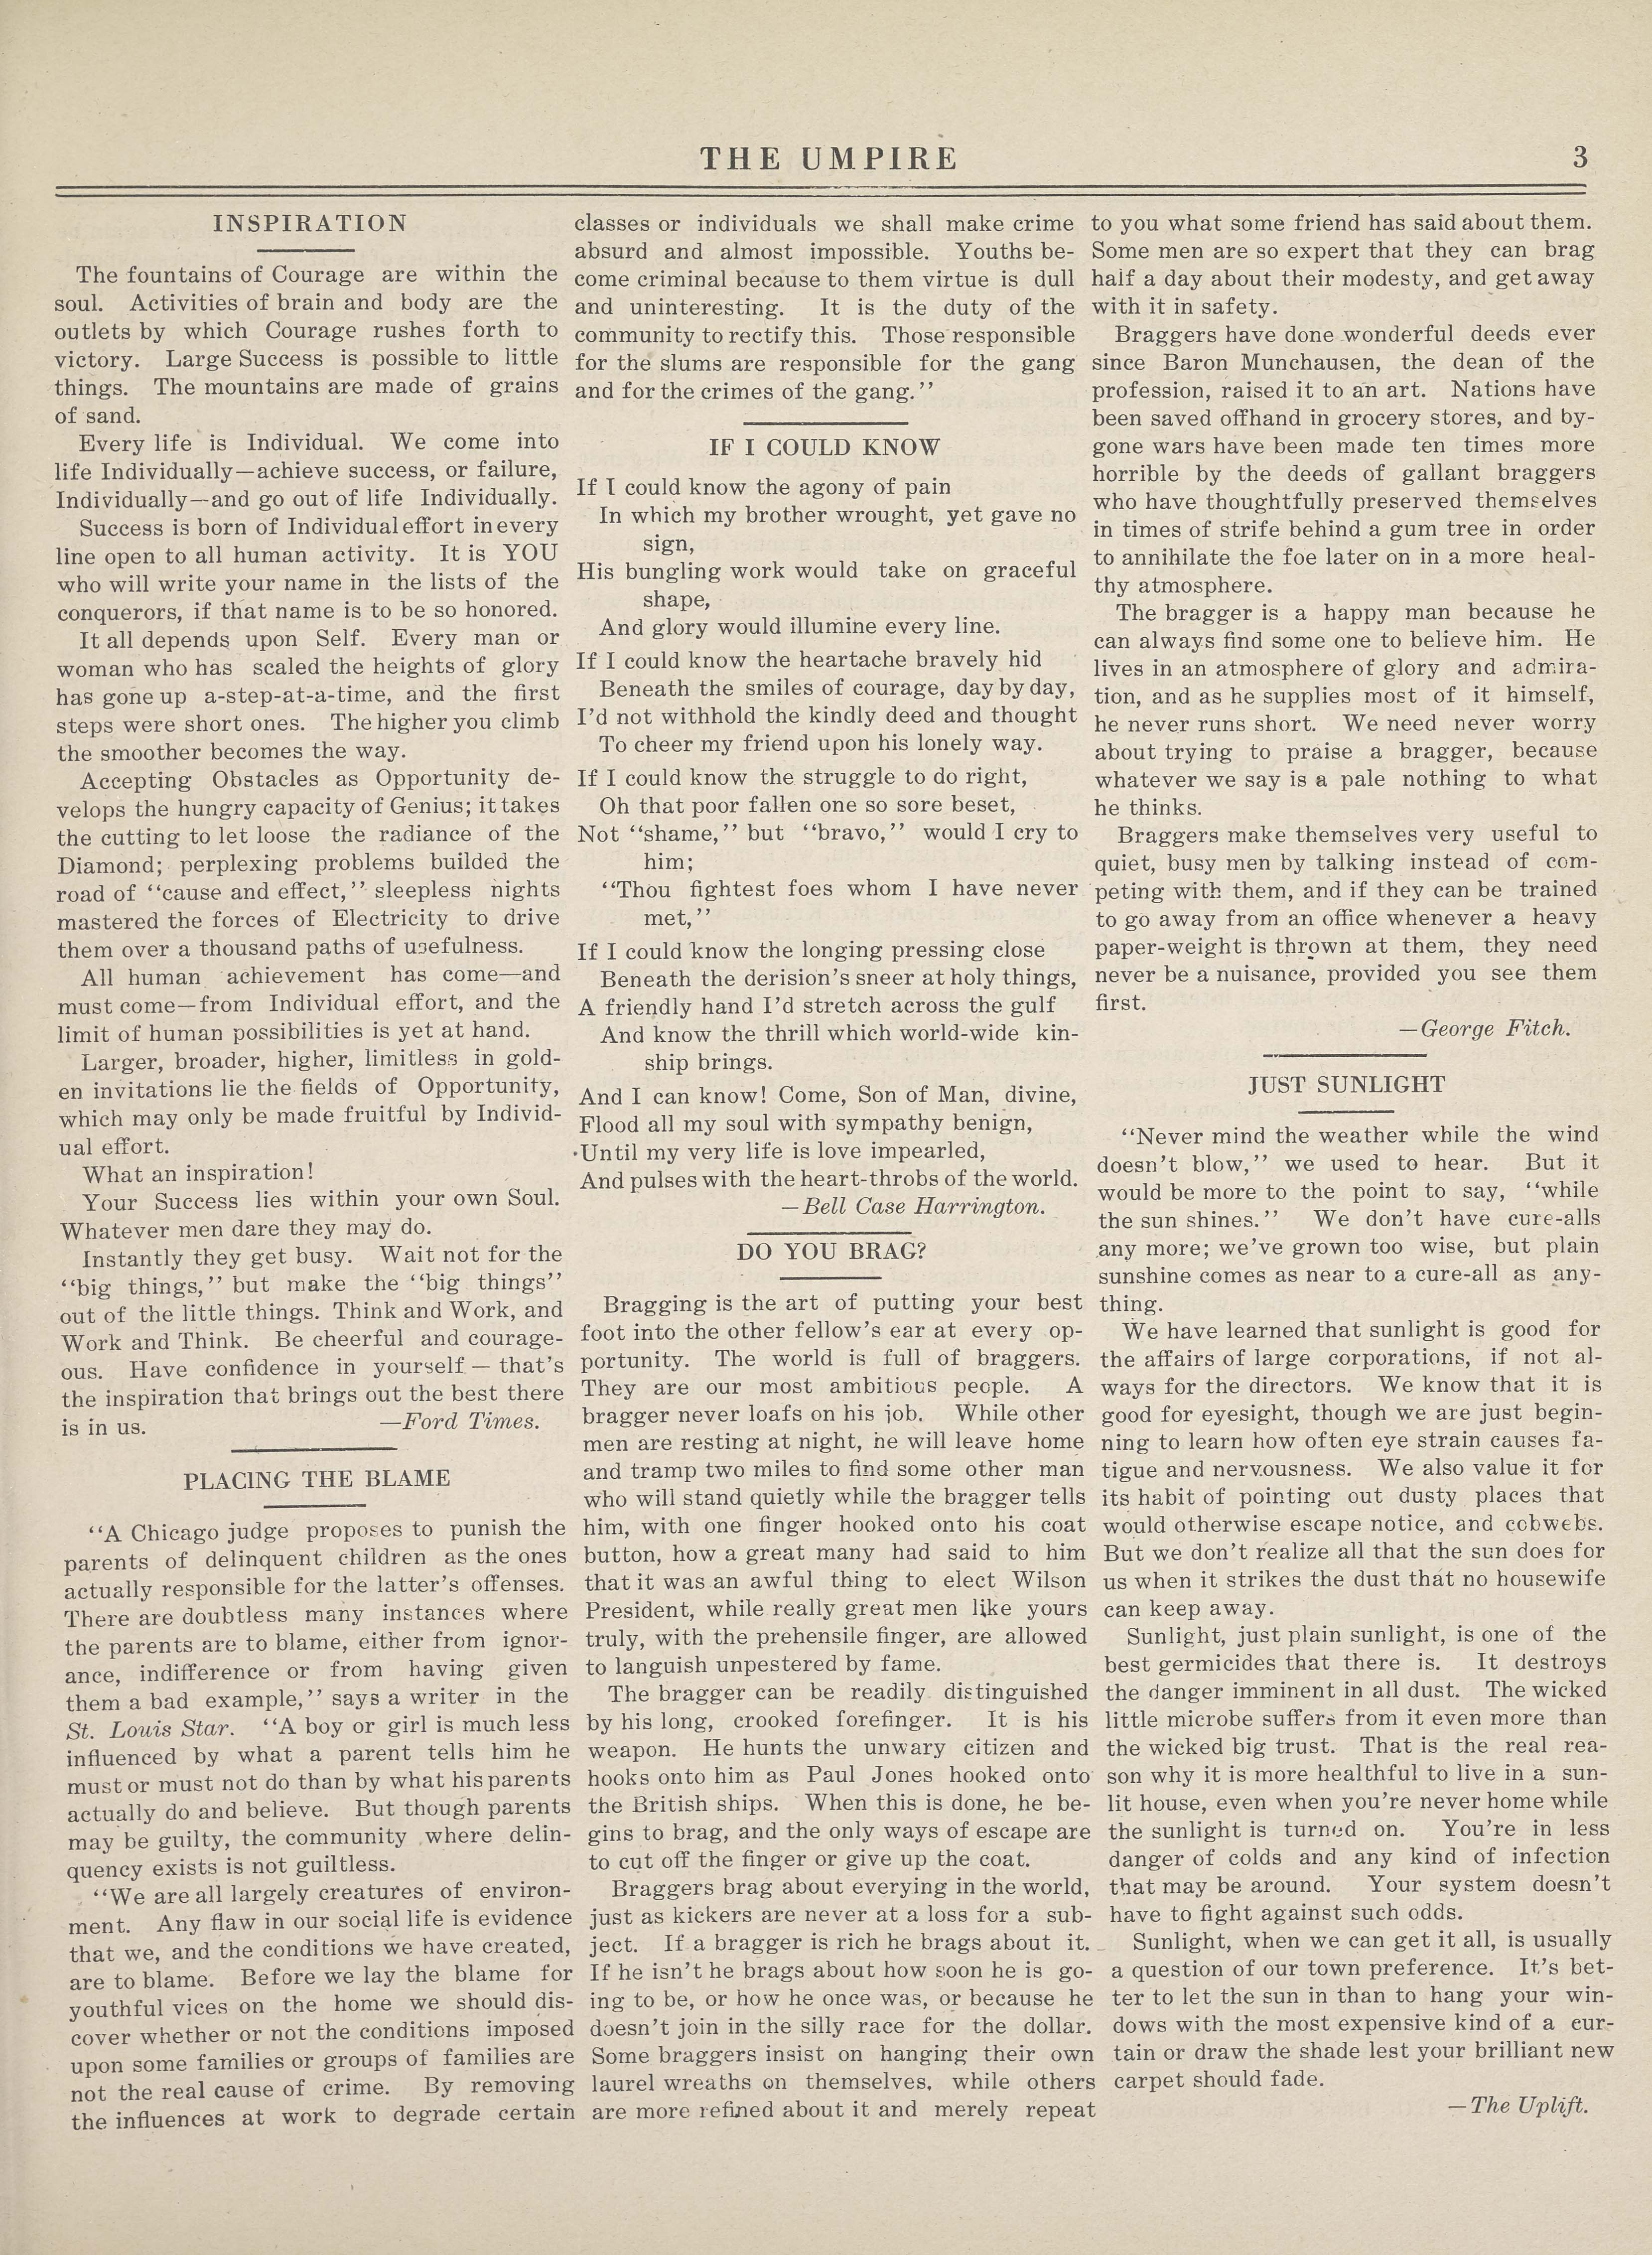 THE UMPIRE
3
INSPIRATION
The fountains of Courage are within the
soul. Activities of brain and body are the
outlets by which Courage rushes forth to
victory. Large Success is possible to little
things. The mountains are made of grains
of sand.
Every life is Individual. We come into
life Individually—achieve success, or failure,
Individually—and go out of life Individually.
Success is born of Individual effort in every
line open to all human activity. It is YOU
who will write your name in the lists of the
conquerors, if that name is to be so honored.
It all depends upon Self. Every man or
woman who has scaled the heights of glory
has gone up a-step-at-a-time, and the first
steps were short ones. The higher you climb
the smoother becomes the way.
Accepting Obstacles as Opportunity de-
velops the hungry capacity of Genius; it takes
the cutting to let loose the radiance of the
Diamond; perplexing problems builded the
road of "cause and effect," sleepless nights
mastered the forces of Electricity to drive
them over a thousand paths of usefulness.
All human achievement has come—and
must come—from Individual effort, and the
limit of human possibilities is yet at hand.
Larger, broader, higher, limitless in gold-
en invitations lie the fields of Opportunity,
which may only be made fruitful by Individ-
ual effort.
What an inspiration!
Your Success lies within your own Soul.
Whatever men dare they may do.
Instantly they get busy. Wait not for the
"big things," but make the "big things"
out of the little things. Think and Work, and
Work and Think. Be cheerful and courage-
ous. Have confidence in yourself — that's
the inspiration that brings out the best there
is in us. —Ford Times.
PLACING THE BLAME
"A Chicago judge proposes to punish the
parents of delinquent children as the ones
actually responsible for the latter's offenses.
There are doubtless many instances where
the parents are to blame, either from ignor-
ance, indifference or from having given
them a bad example," says a writer in the
St. Louis Star. "A boy or girl is much less
influenced by what a parent tells him he
must or must not do than by what his parents
actually do and believe. But though parents
may be guilty, the community where delin-
quency exists is not guiltless.
"We are all largely creatures of environ-
ment. Any flaw in our social life is evidence
that we, and the conditions we have created,
are to blame. Before we lay the blame for
youthful vices on the home we should dis-
cover whether or not the conditions imposed
upon some families or groups of families are
not the real cause of crime. By removing
the influences at work to degrade certain
classes or individuals we shall make crime
absurd and almost impossible. Youths be-
come criminal because to them virtue is dull
and uninteresting. It is the duty of the
community to rectify this. Those responsible
for the slums are responsible for the gang
and for the crimes of the gang."
IF I COULD KNOW
If I could know the agony of pain
In which my brother wrought, yet gave no
sign,
His bungling work would take on graceful
shape,
And glory would illumine every line.
If I could know the heartache bravely hid
Beneath the smiles of courage, day by day,
I'd not withhold the kindly deed and thought
To cheer my friend upon his lonely way.
If I could know the struggle to do right,
Oh that poor fallen one so sore beset,
Not "shame," but "bravo," would I cry to
him;
"Thou fightest foes whom I have never
met,"
If I could know the longing pressing close
Beneath the derision's sneer at holy things,
A friendly hand I'd stretch across the gulf
And know the thrill which world-wide kin-
ship brings.
And I can know! Come, Son of Man, divine,
Flood all my soul with sympathy benign,
Until my very life is love impearled,
And pulses with the heart-throbs of the world.
—Bell Case Harrington.
DO YOU BRAG?
Bragging is the art of putting your best
foot into the other fellow's ear at every op-
portunity. The world is full of braggers.
They are our most ambitious people. A
bragger never loafs on his job. While other
men are resting at night, he will leave home
and tramp two miles to find some other man
who will stand quietly while the bragger tells
him, with one finger hooked onto his coat
button, how a great many had said to him
that it was an awful thing to elect Wilson
President, while really great men like yours
truly, with the prehensile finger, are allowed
to languish unpestered by fame.
The bragger can be readily distinguished
by his long, crooked forefinger. It is his
weapon. He hunts the unwary citizen and
hooks onto him as Paul Jones hooked onto
the British ships. When this is done, he be-
gins to brag, and the only ways of escape are
to cut off the finger or give up the coat.
Braggers brag about everying in the world,
just as kickers are never at a loss for a sub-
ject. If a bragger is rich he brags about it.
If he isn't he brags about how soon he is go-
ing to be, or how he once was, or because he
doesn't join in the silly race for the dollar.
Some braggers insist on hanging their own
laurel wreaths on themselves, while others
are more refined about it and merely repeat
to you what some friend has said about them.
Some men are so expert that they can brag
half a day about their modesty, and get away
with it in safety.
Braggers have done wonderful deeds ever
since Baron Munchausen, the dean of the
profession, raised it to an art. Nations have
been saved offhand in grocery stores, and by-
gone wars have been made ten times more
horrible by the deeds of gallant braggers
who have thoughtfully preserved themselves
in times of strife behind a gum tree in order
to annihilate the foe later on in a more heal-
thy atmosphere.
The bragger is a happy man because he
can always find some one to believe him. He
lives in an atmosphere of glory and admira-
tion, and as he supplies most of it himself,
he never runs short. We need never worry
about trying to praise a bragger, because
whatever we say is a pale nothing to what
he thinks.
Braggers make themselves very useful to
quiet, busy men by talking instead of com-
peting with them, and if they can be trained
to go away from an office whenever a heavy
paper-weight is thrown at them, they need
never be a nuisance, provided you see them
first.
—George Fitch.
JUST SUNLIGHT
"Never mind the weather while the wind
doesn't blow," we used to hear. But it
would be more to the point to say, "while
the sun shines." We don't have cure-alls
any more; we've grown too wise, but plain
sunshine comes as near to a cure-all as any-
thing.
We have learned that sunlight is good for
the affairs of large corporations, if not al-
ways for the directors. We know that it is
good for eyesight, though we are just begin-
ning to learn how often eye strain causes fa-
tigue and nervousness. We also value it for
its habit of pointing out dusty places that
would otherwise escape notice, and cobwebs.
But we don't realize all that the sun does for
us when it strikes the dust that no housewife
can keep away.
Sunlight, just plain sunlight, is one of the
best germicides that there is. It destroys
the danger imminent in all dust. The wicked
little microbe suffers from it even more than
the wicked big trust. That is the real rea-
son why it is more healthful to live in a sun-
lit house, even when you're never home while
the sunlight is turned on. You're in less
danger of colds and any kind of infection
that may be around. Your system doesn't
have to fight against such odds.
Sunlight, when we can get it all, is usually
a question of our town preference. It's bet-
ter to let the sun in than to hang your win-
dows with the most expensive kind of a cur-
tain or draw the shade lest your brilliant new
carpet should fade.
—The Uplift.